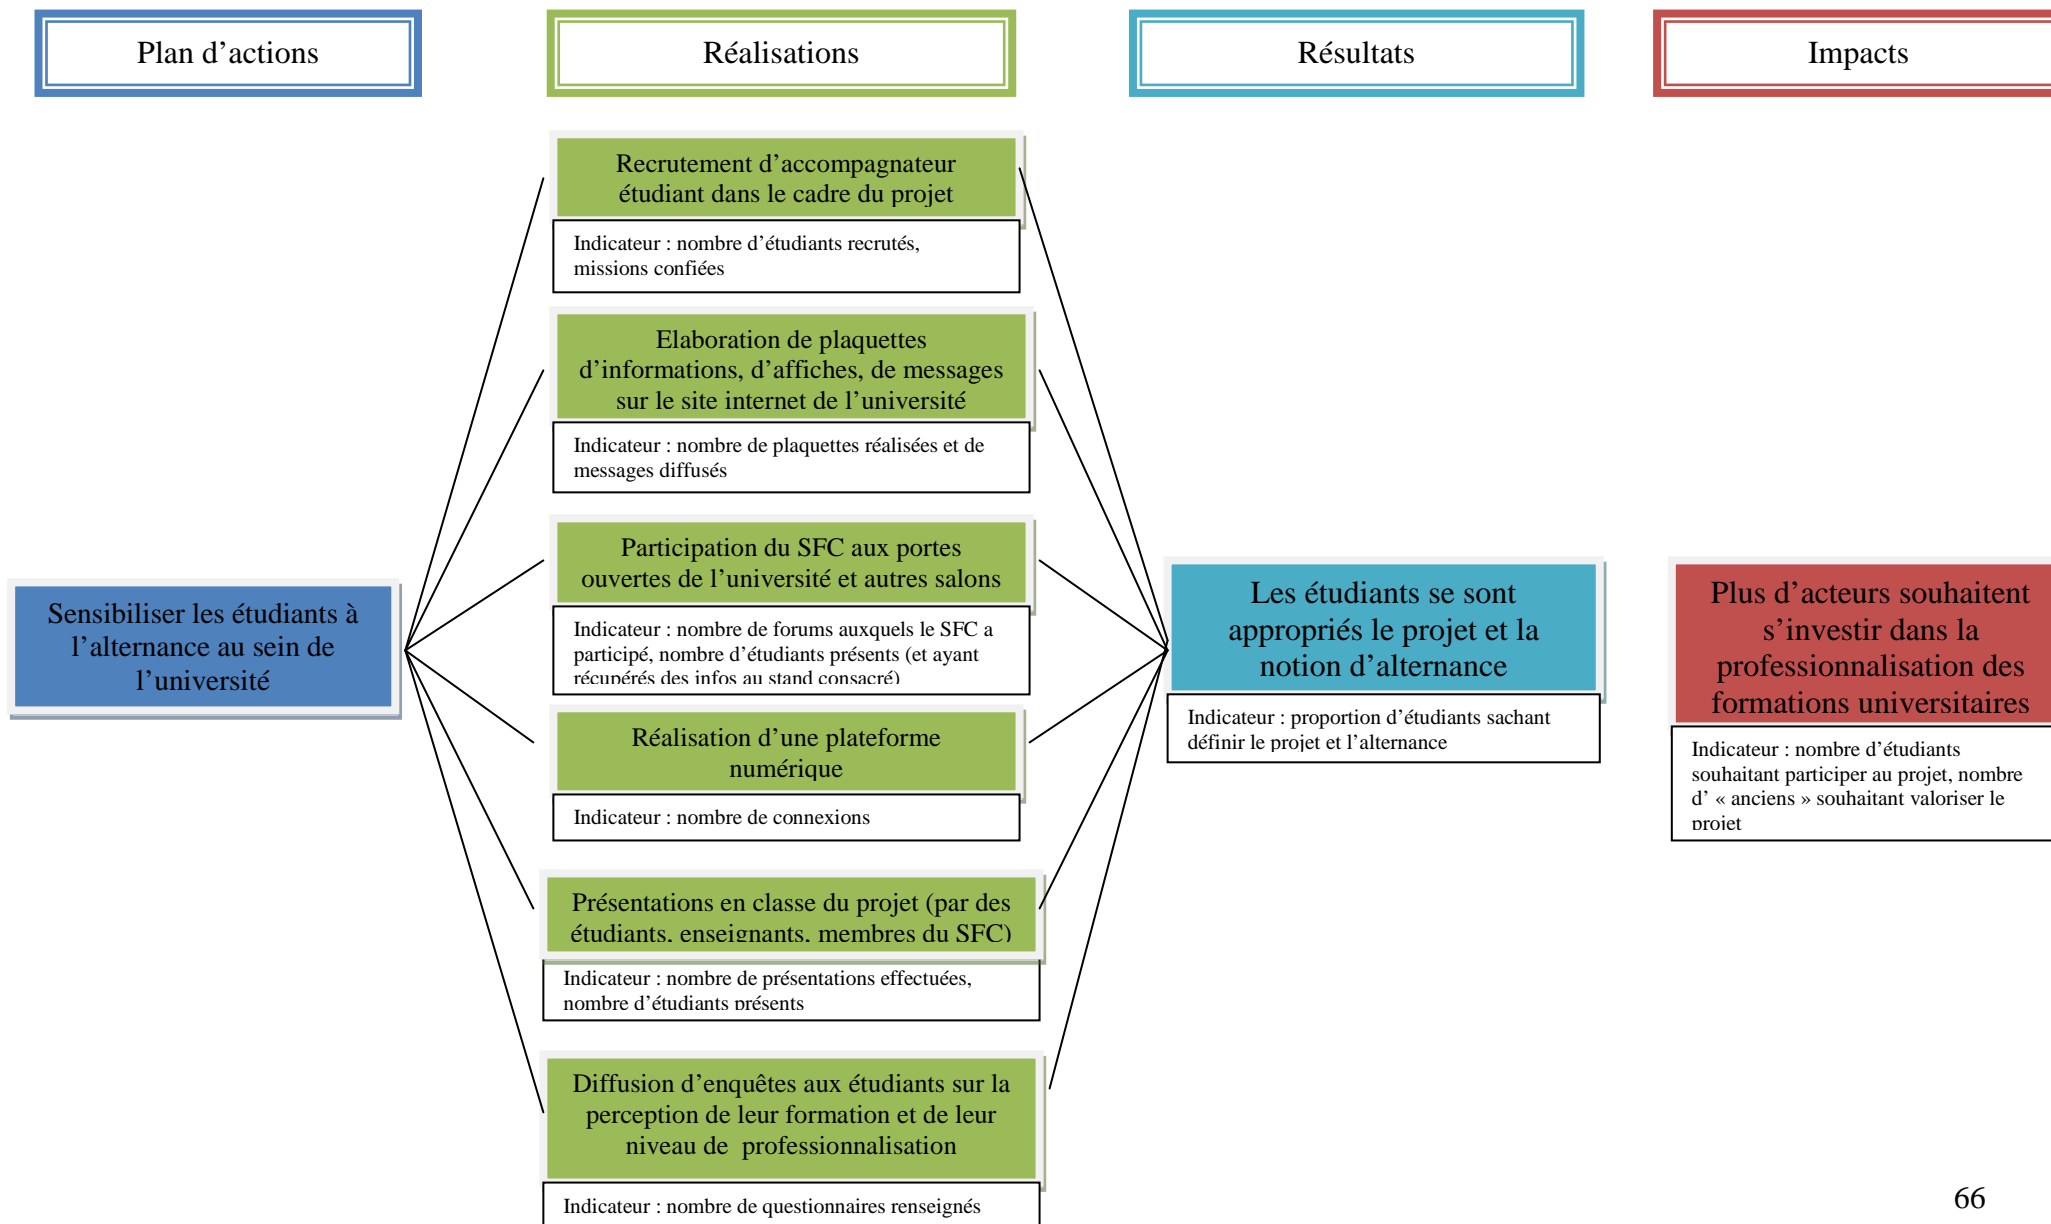 Plan d’actions
Réalisations
Résultats
Impacts
Recrutement d’accompagnateur
étudiant dans le cadre du projet
Indicateur : nombre d’étudiants recrutés,
missions confiées
Elaboration de plaquettes
d’informations, d’affiches, de messages
sur le site internet de l’université
Indicateur : nombre de plaquettes réalisées et de
messages diffusés
Participation du SFC aux portes
ouvertes de l’université et autres salons
Indicateur : nombre de forums auxquels le SFC a
participé, nombre d’étudiants présents (et ayant
récupérés des infos au stand consacré)
Réalisation d’une plateforme
numérique
Indicateur : nombre de connexions
Présentations en classe du projet (par des
étudiants, enseignants, membres du SFC)
Indicateur : nombre de présentations effectuées,
nombre d’étudiants présents
Diffusion d’enquêtes aux étudiants sur la
perception de leur formation et de leur
niveau de professionnalisation
Indicateur : nombre de questionnaires renseignés
Sensibiliser les étudiants à
l’alternance au sein de
l’université
Les étudiants se sont
appropriés le projet et la
notion d’alternance
Indicateur : proportion d’étudiants sachant
définir le projet et l’alternance
Plus d’acteurs souhaitent
s’investir dans la
professionnalisation des
formations universitaires
Indicateur : nombre d’étudiants
souhaitant participer au projet, nombre
d’ « anciens » souhaitant valoriser le
projet
66